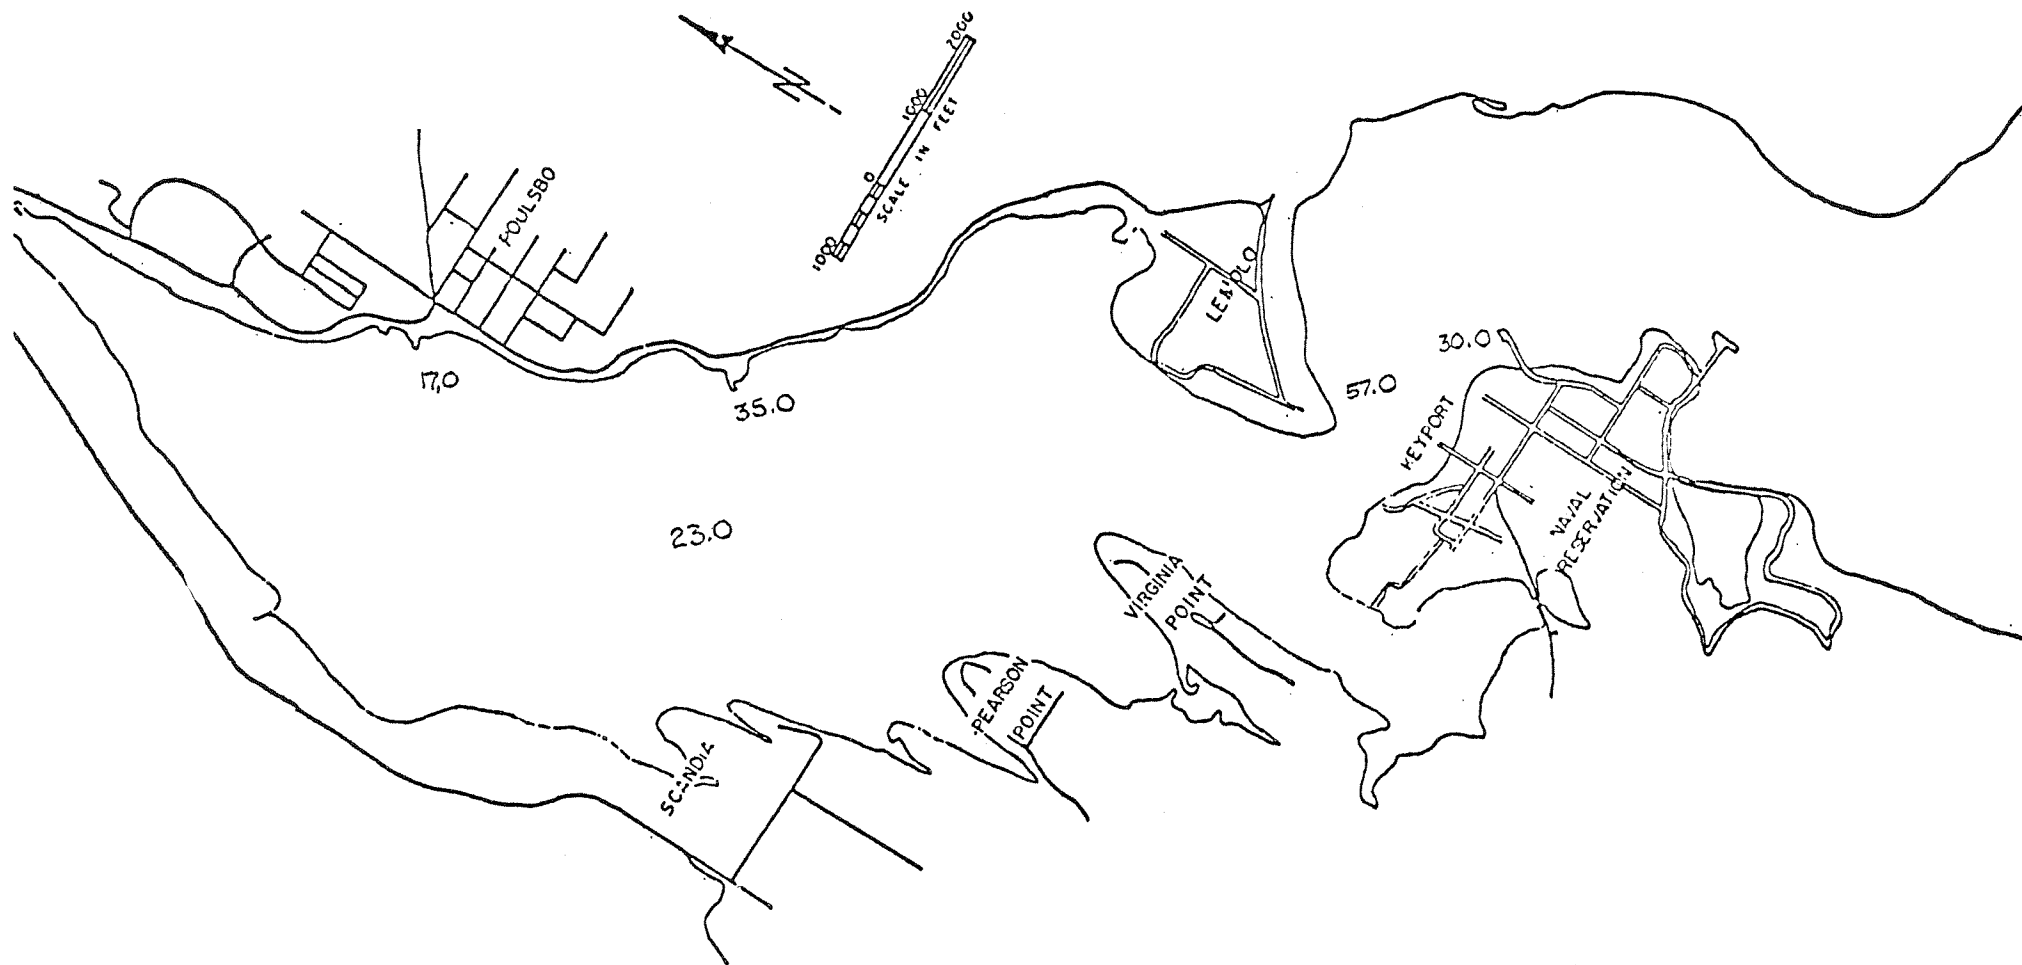 N
2000
1000
0
1000
SCALE IN FEET
POULSBO
17.0
35.0
23.0
LEMOLO
57.0
30.0
KEYPORT
NAVAL
RESERVATION
VIRGINIA
POINT
PEARSON
POINT
SCANDIA